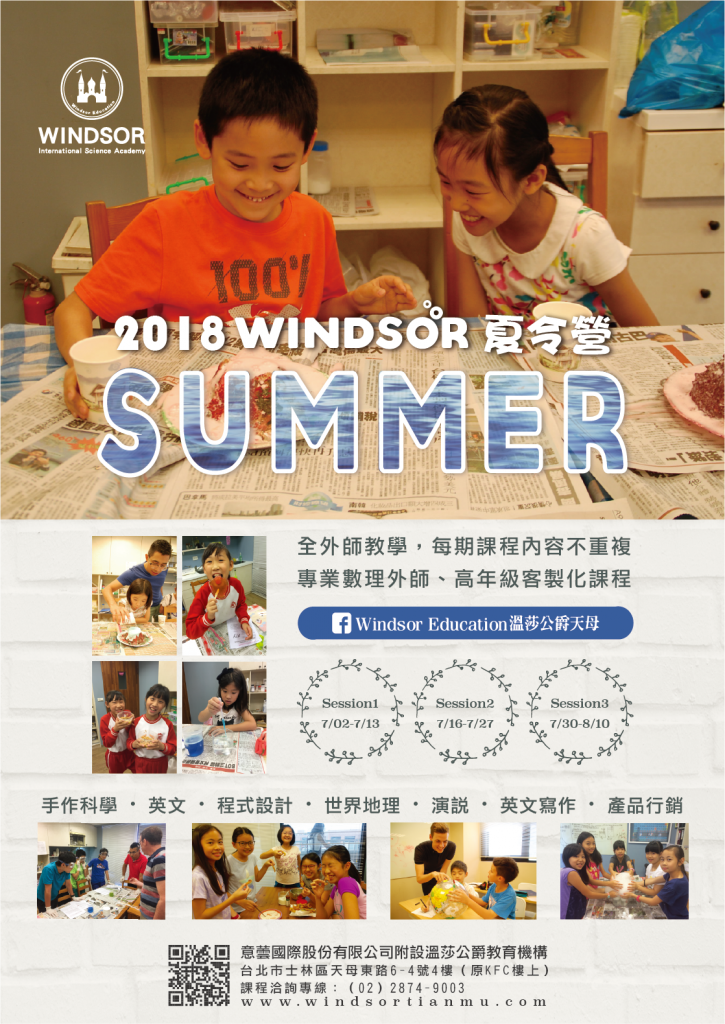 Windsor Education
WINDSOR
International Science Academy
100%
2018 WINDSOR 夏令營
SUMMER
全外師教學，每期課程內容不重複
專業數理外師、高年級客製化課程
Windsor Education溫莎公爵天母
Session1
7/02-7/13
Session2
7/16-7/27
Session3
7/30-8/10
手作科學 · 英文 · 程式設計 · 世界地理 · 演說 · 英文寫作 · 產品行銷
意蕓國際股份有限公司附設溫莎公爵教育機構
台北市士林區天母東路6-4號4樓（原KFC樓上）
課程洽詢專線：（02）2874-9003
www.windsortianmu.com